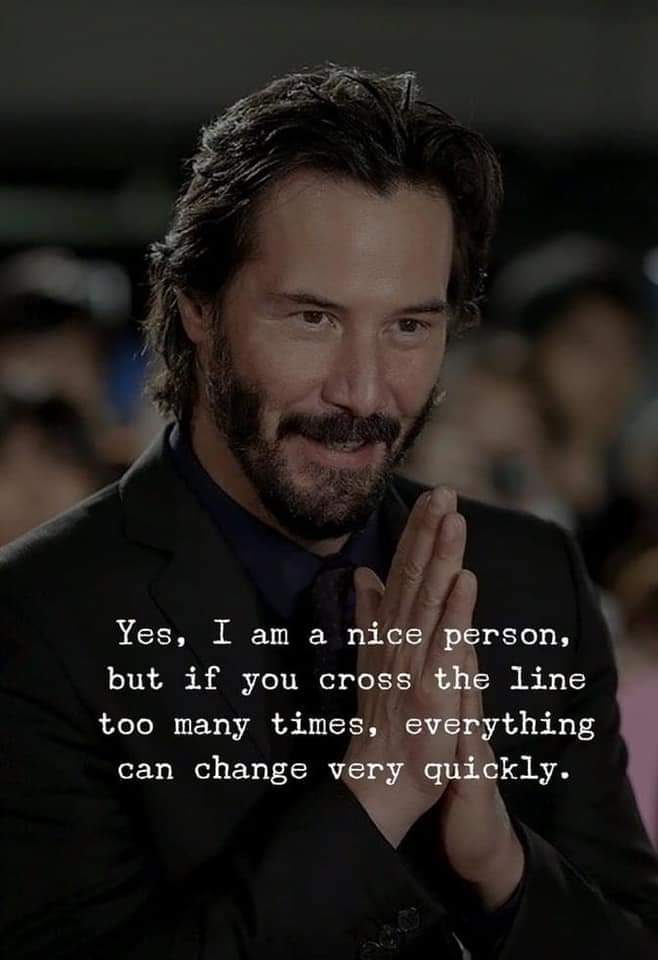 Yes, I am a nice person,
but if you cross the line
too many times, everything
can change very quickly.